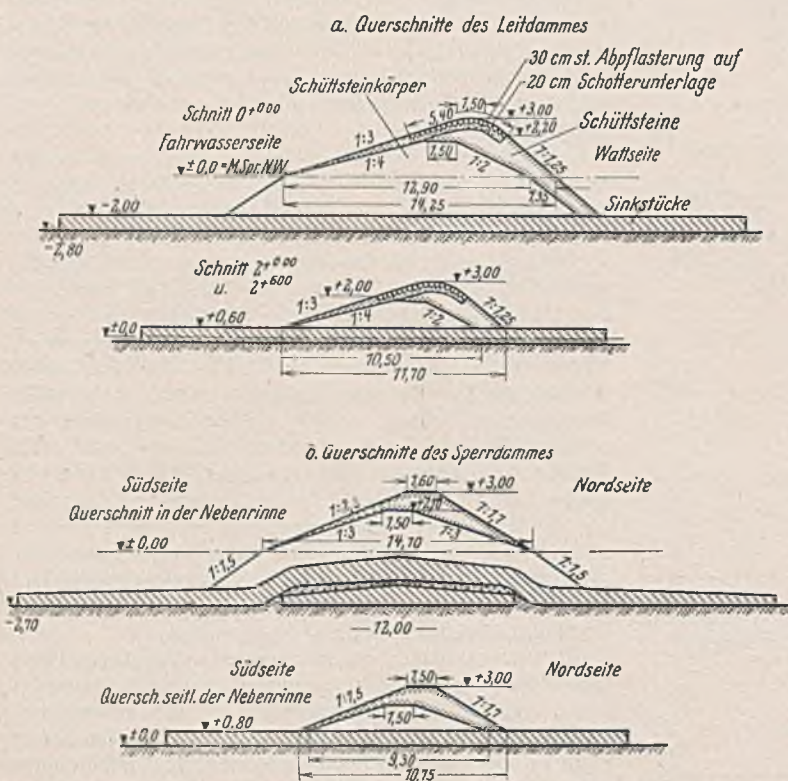 a. Querschnitte des Leitdammes
30 cm st. Abpflasterung auf
20 cm Schotterunterlage
Schüttsteinkörper
1,50
5,40
+3,00
+2,20
Schnitt 0+000
Schüttsteine
Fahrwasserseite
1:3
1:4
1,50
1:2
1:1,25
Wattseite
±0,0 = M.Spr.N.W.
12,90
14,25
Sinkstücke
-2,00
-2,80
Schnitt 2+000
u. 2+600
+2,00
+3,00
1:3
1:4
1:2
1:1,25
+0,60
±0,0
10,50
11,70
b. Querschnitte des Sperrdammes
Südseite
1,60
+3,00
Nordseite
Querschnitt in der Nebenrinne
1:1,5
1,50
1:1,7
±0,00
1:3
14,70
1:3
1:1,5
1:1,5
-2,70
12,00
Südseite
1,50
+3,00
Nordseite
Quersch. seitl. der Nebenrinne
1:1,5
1,50
1:1,7
+0,80
±0,0
9,30
10,75